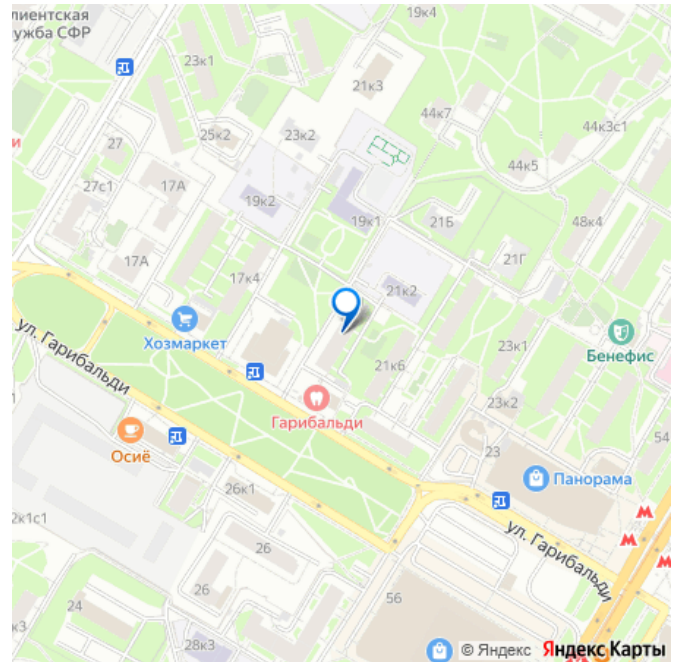 лиентская
ужба СФР
19к4
23к1
21к3
44к7
44к3с1
27
25к2
23к2
и
44к5
27с1
17А
19к2
19к1
21Б
48к4
17А
17к4
21Г
21к2
Хозмаркет
ул. Гарибальди
23к1
Бенефис
21к6
Гарибальди
23к2
Осиё
23
54
Панорама
26к1
2к1с1
ул. Гарибальди
26
26
24
56
28к3
© Яндекс Яндекс Карты